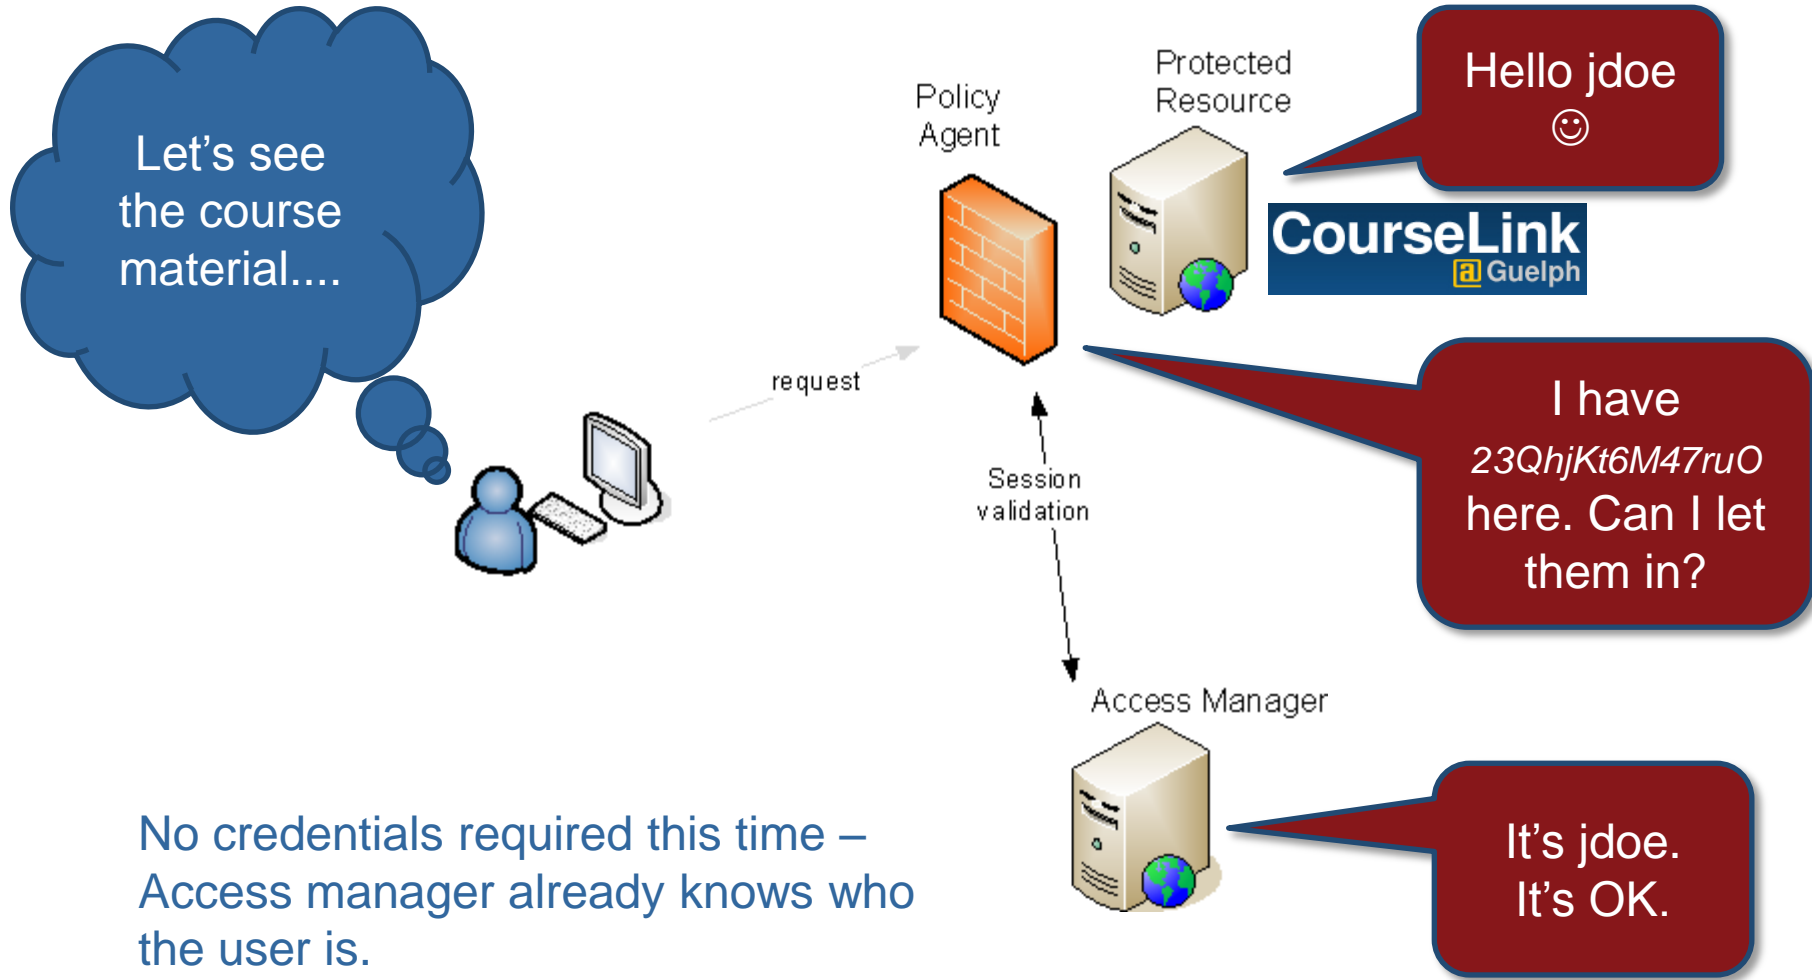 Let’s see
the course
material....
Policy
Agent
Protected
Resource
Hello jdoe
☺
CourseLink
@Guelph
request
I have
23QhjKt6M47ruO
here. Can I let
them in?
Session
validation
Access Manager
It’s jdoe.
It’s OK.
No credentials required this time –
Access manager already knows who
the user is.